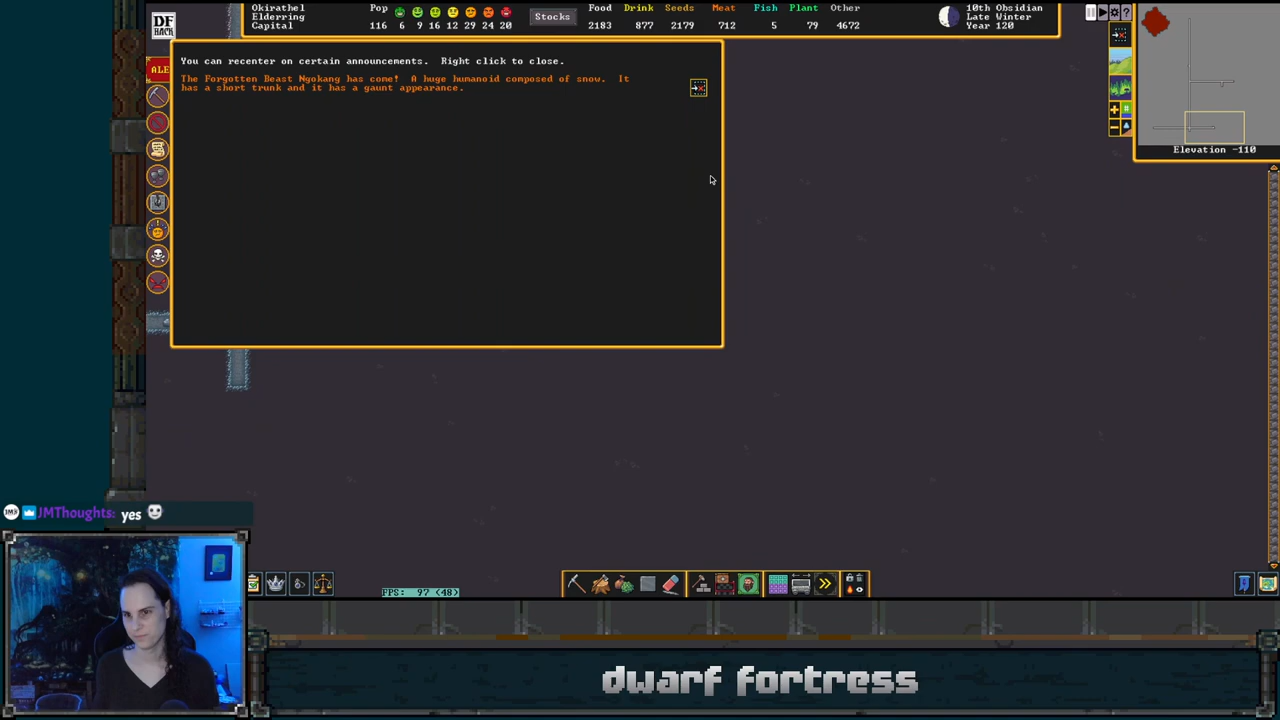 DF
HACK
Okirathel
Elderring
Capital
Pop
116 6 9 16 12 29 24 20
Stocks
Food Drink Seeds Meat Fish Plant Other
2183 877 2179 712 5 79 4672
10th Obsidian
Late Winter
Year 120
ALE
You can recenter on certain announcements. Right click to close.
The Forgotten Beast Ngokang has come! A huge humanoid composed of snow. It
has a short trunk and it has a gaunt appearance.
Elevation -110
JMThoughts: yes
FPS: 97 (48)
dwarf fortress